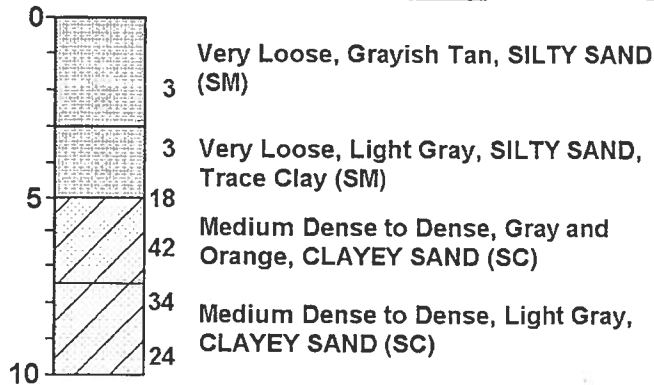 0
Very Loose, Grayish Tan, SILTY SAND
3 (SM)
3 Very Loose, Light Gray, SILTY SAND,
Trace Clay (SM)
5 18
Medium Dense to Dense, Gray and
42 Orange, CLAYEY SAND (SC)
34 Medium Dense to Dense, Light Gray,
CLAYEY SAND (SC)
24
10